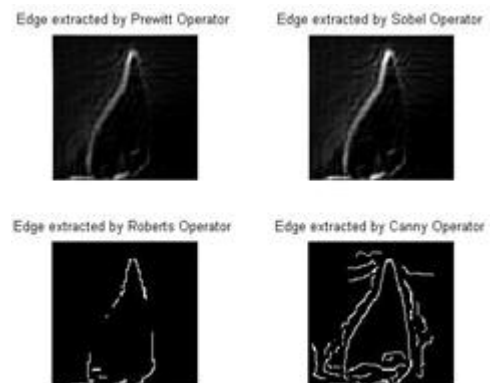 Edge extracted by Prewitt Operator
Edge extracted by Sobel Operator
Edge extracted by Roberts Operator
Edge extracted by Canny Operator